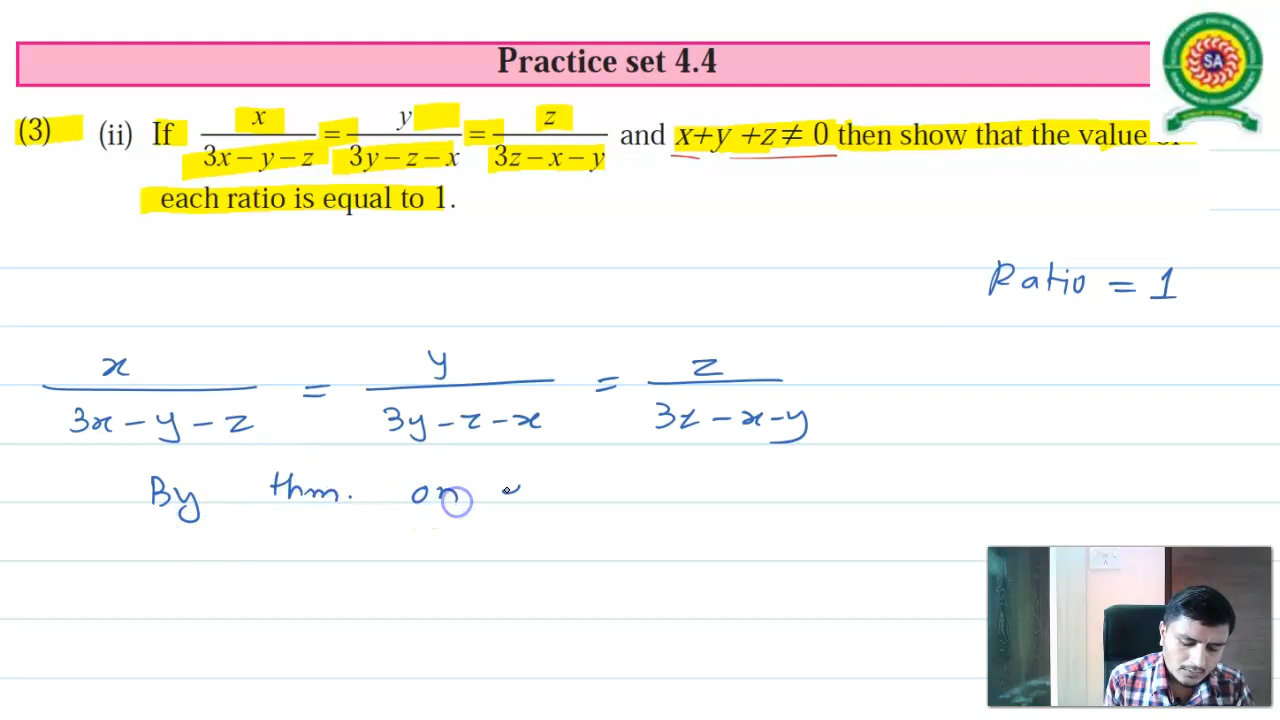 Practice set 4.4
SA
(3) (ii) If x/(3x – y – z) = y/(3y – z – x) = z/(3z – x – y) and x+y +z ≠ 0 then show that the value of
each ratio is equal to 1.
Ratio = 1
x/(3x – y – z) = y/(3y – z – x) = z/(3z – x – y)
By thm. on